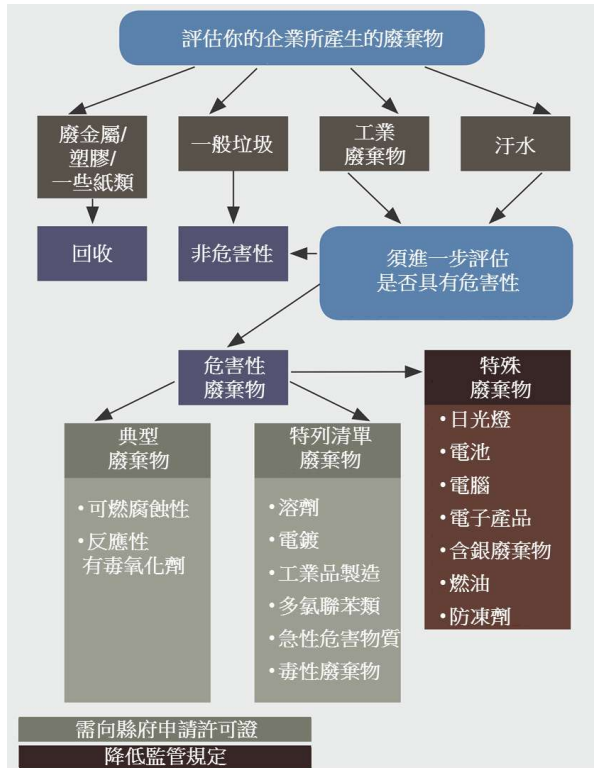 評估你的企業所產生的廢棄物
廢金屬/
塑膠/
一些紙類
一般垃圾
工業
廢棄物
汙水
回收
非危害性
須進一步評估
是否具有危害性
危害性
廢棄物
特殊
廢棄物
•日光燈
•電池
•電腦
•電子產品
•含銀廢棄物
•燃油
•防凍劑
典型
廢棄物
•可燃腐蝕性
•反應性
有毒氧化劑
特列清單
廢棄物
•溶劑
•電鍍
•工業品製造
•多氯聯苯類
•急性危害物質
•毒性廢棄物
需向縣府申請許可證
降低監管規定